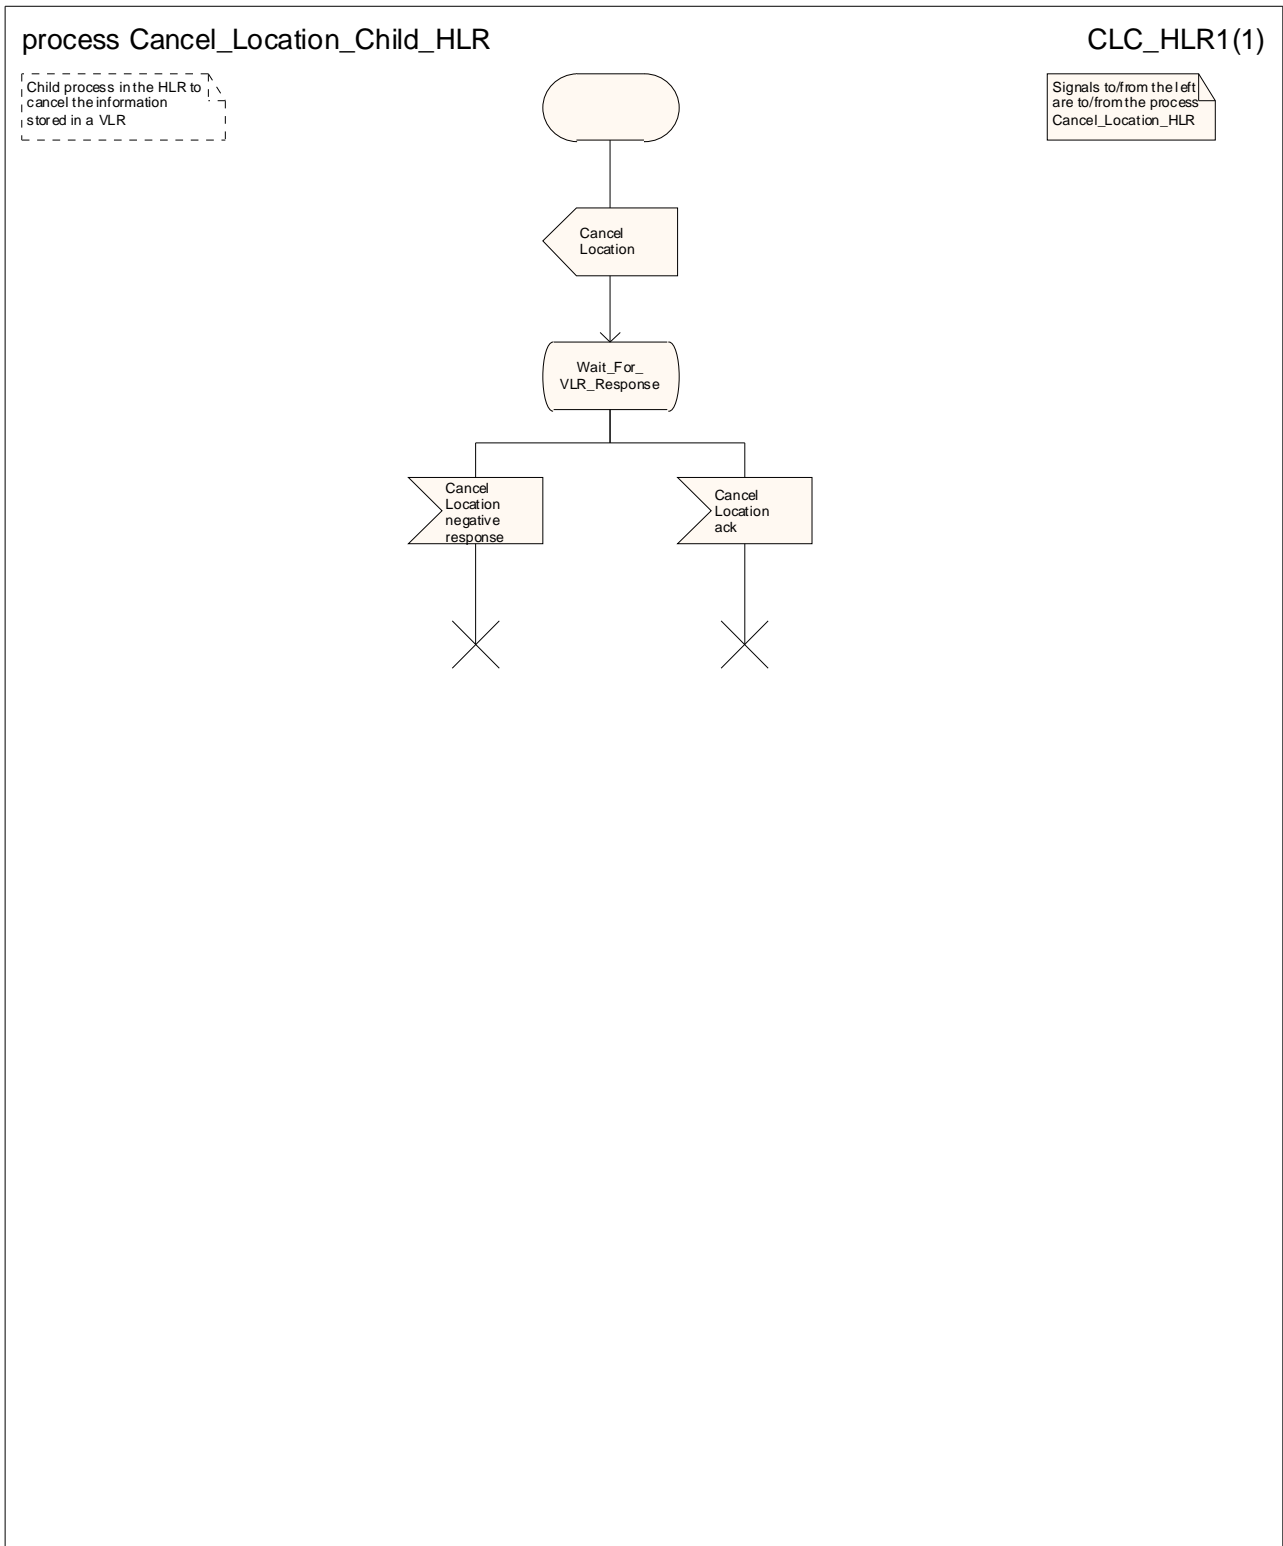 process Cancel_Location_Child_HLR
CLC_HLR1(1)
Child process in the HLR to
cancel the information
stored in a VLR
Signals to/from the left
are to/from the process
Cancel_Location_HLR
Cancel
Location
Wait_For_
VLR_Response
Cancel
Location
negative
response
Cancel
Location
ack